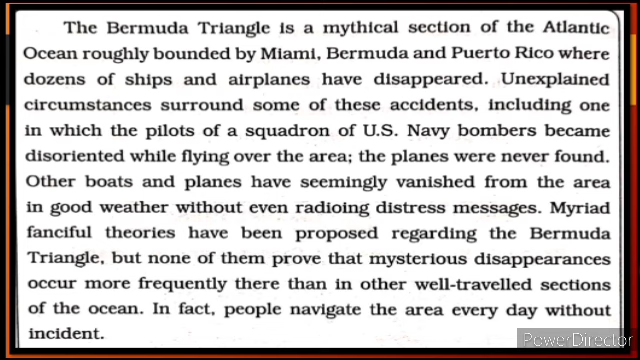 The Bermuda Triangle is a mythical section of the Atlantic
Ocean roughly bounded by Miami, Bermuda and Puerto Rico where
dozens of ships and airplanes have disappeared. Unexplained
circumstances surround some of these accidents, including one
in which the pilots of a squadron of U.S. Navy bombers became
disoriented while flying over the area; the planes were never found.
Other boats and planes have seemingly vanished from the area
in good weather without even radioing distress messages. Myriad
fanciful theories have been proposed regarding the Bermuda
Triangle, but none of them prove that mysterious disappearances
occur more frequently there than in other well-travelled sections
of the ocean. In fact, people navigate the area every day without
incident.
PowerDirector